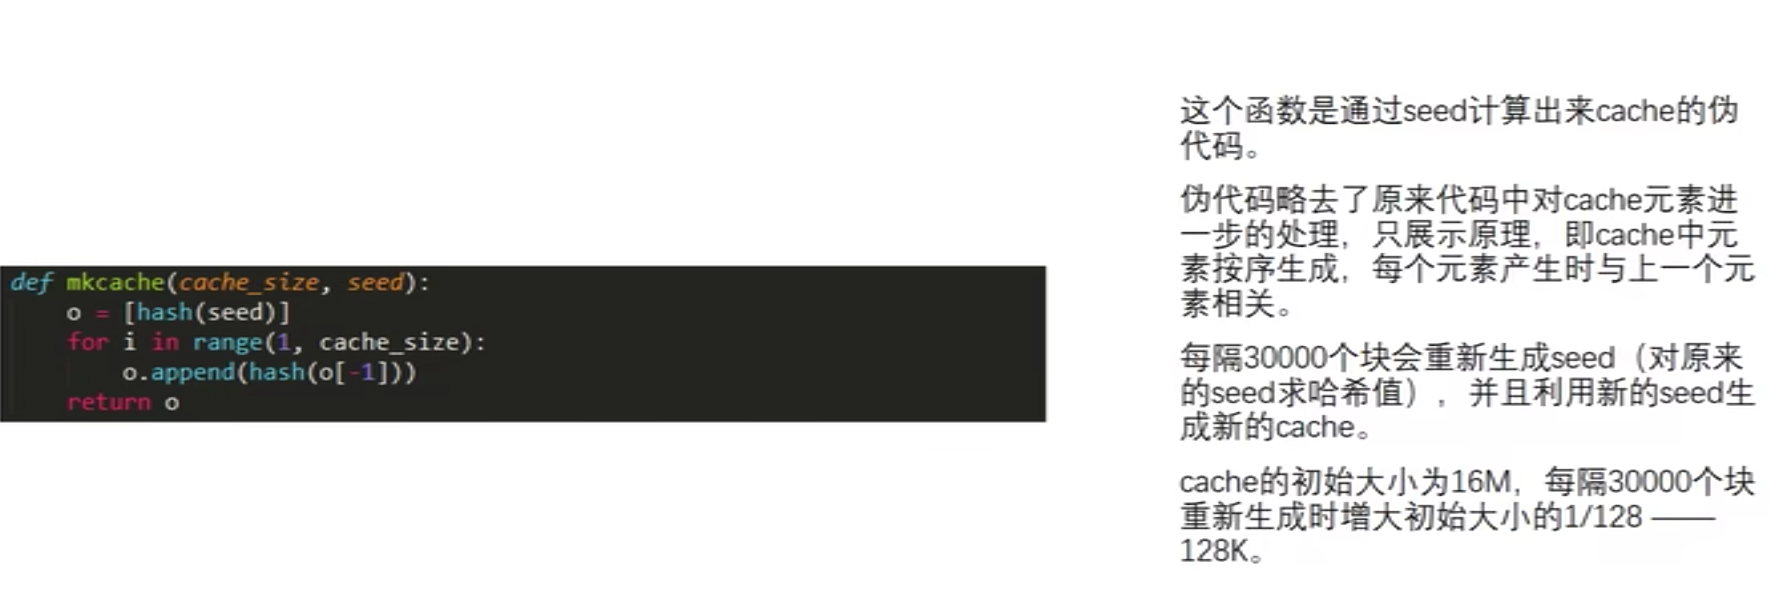 def mkcache(cache_size, seed):
    o = [hash(seed)]
    for i in range(1, cache_size):
        o.append(hash(o[-1]))
    return o
这个函数是通过seed计算出来cache的伪
代码。
伪代码略去了原来代码中对cache元素进
一步的处理，只展示原理，即cache中元
素按序生成，每个元素产生时与上一个元
素相关。
每隔30000个块会重新生成seed（对原来
的seed求哈希值），并且利用新的seed生
成新的cache。
cache的初始大小为16M，每隔30000个块
重新生成时增大初始大小的1/128 ——
128K。